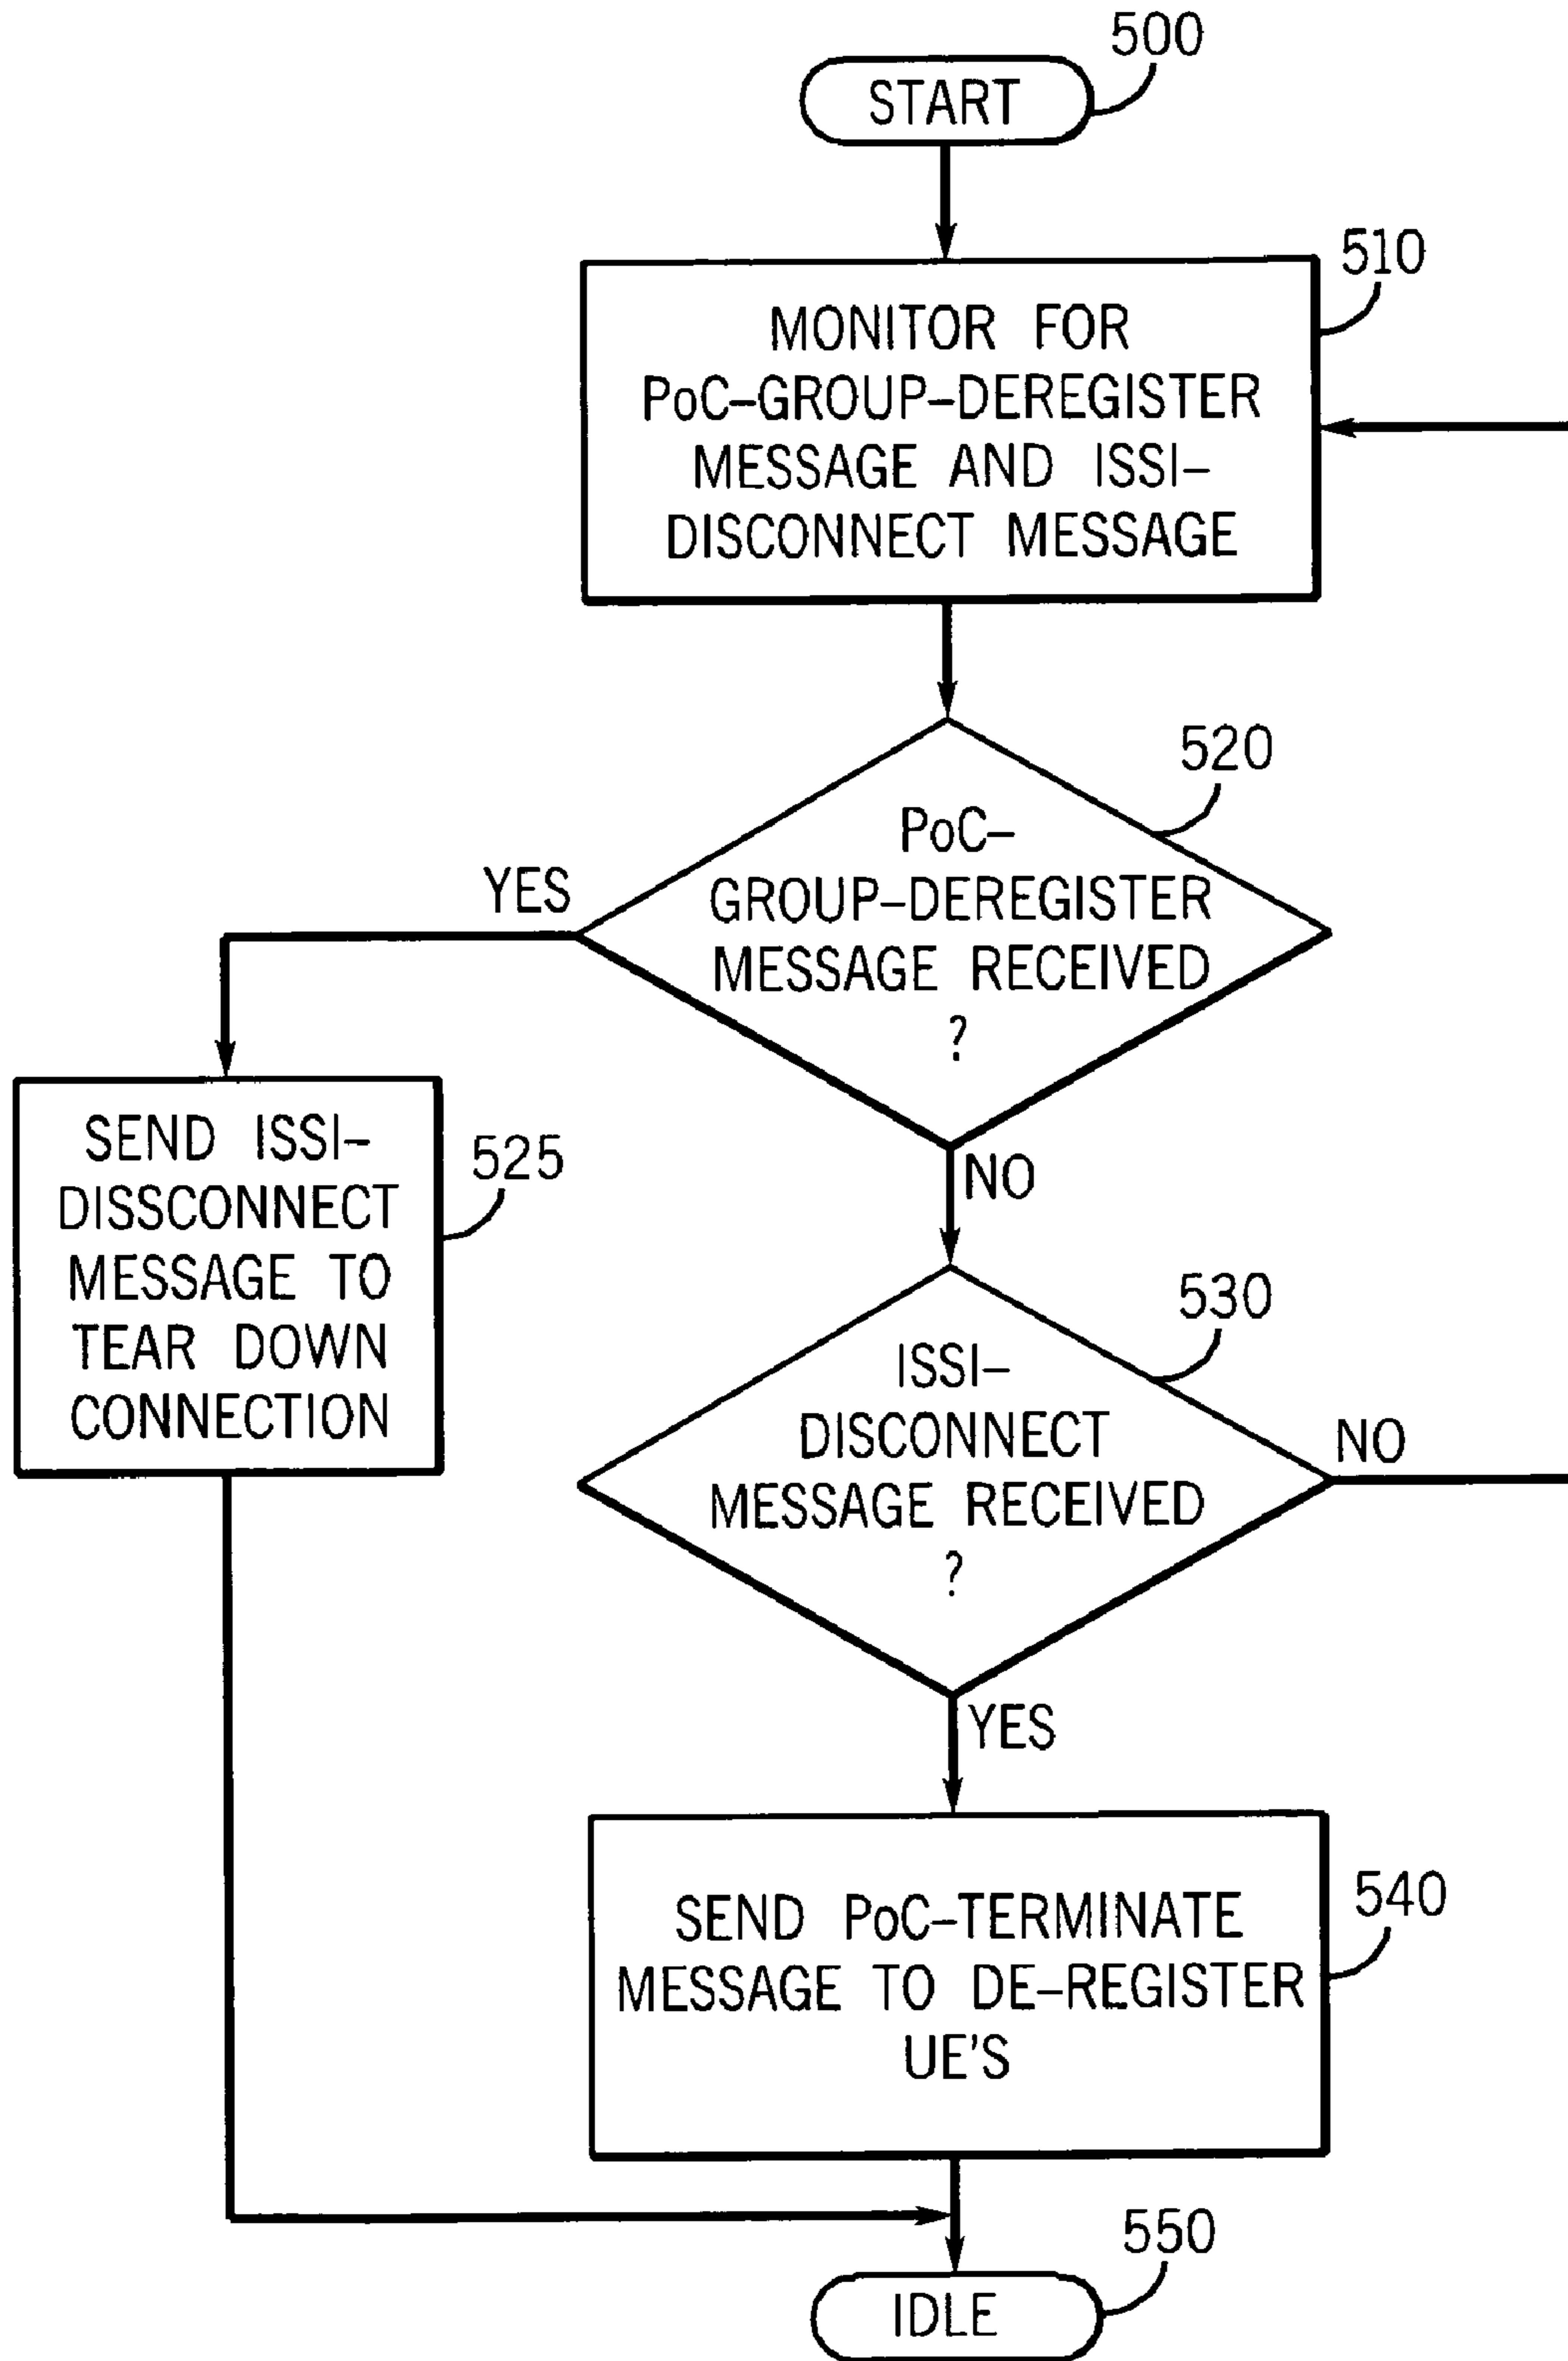 500
START
510
MONITOR FOR
PoC–GROUP–DEREGISTER
MESSAGE AND ISSI–
DISCONNECT MESSAGE
520
PoC–
GROUP–DEREGISTER
MESSAGE RECEIVED
?
YES
NO
SEND ISSI–
DISSCONNECT
MESSAGE TO
TEAR DOWN
CONNECTION
525
530
ISSI–
DISCONNECT
MESSAGE RECEIVED
?
NO
YES
540
SEND PoC–TERMINATE
MESSAGE TO DE–REGISTER
UE'S
550
IDLE